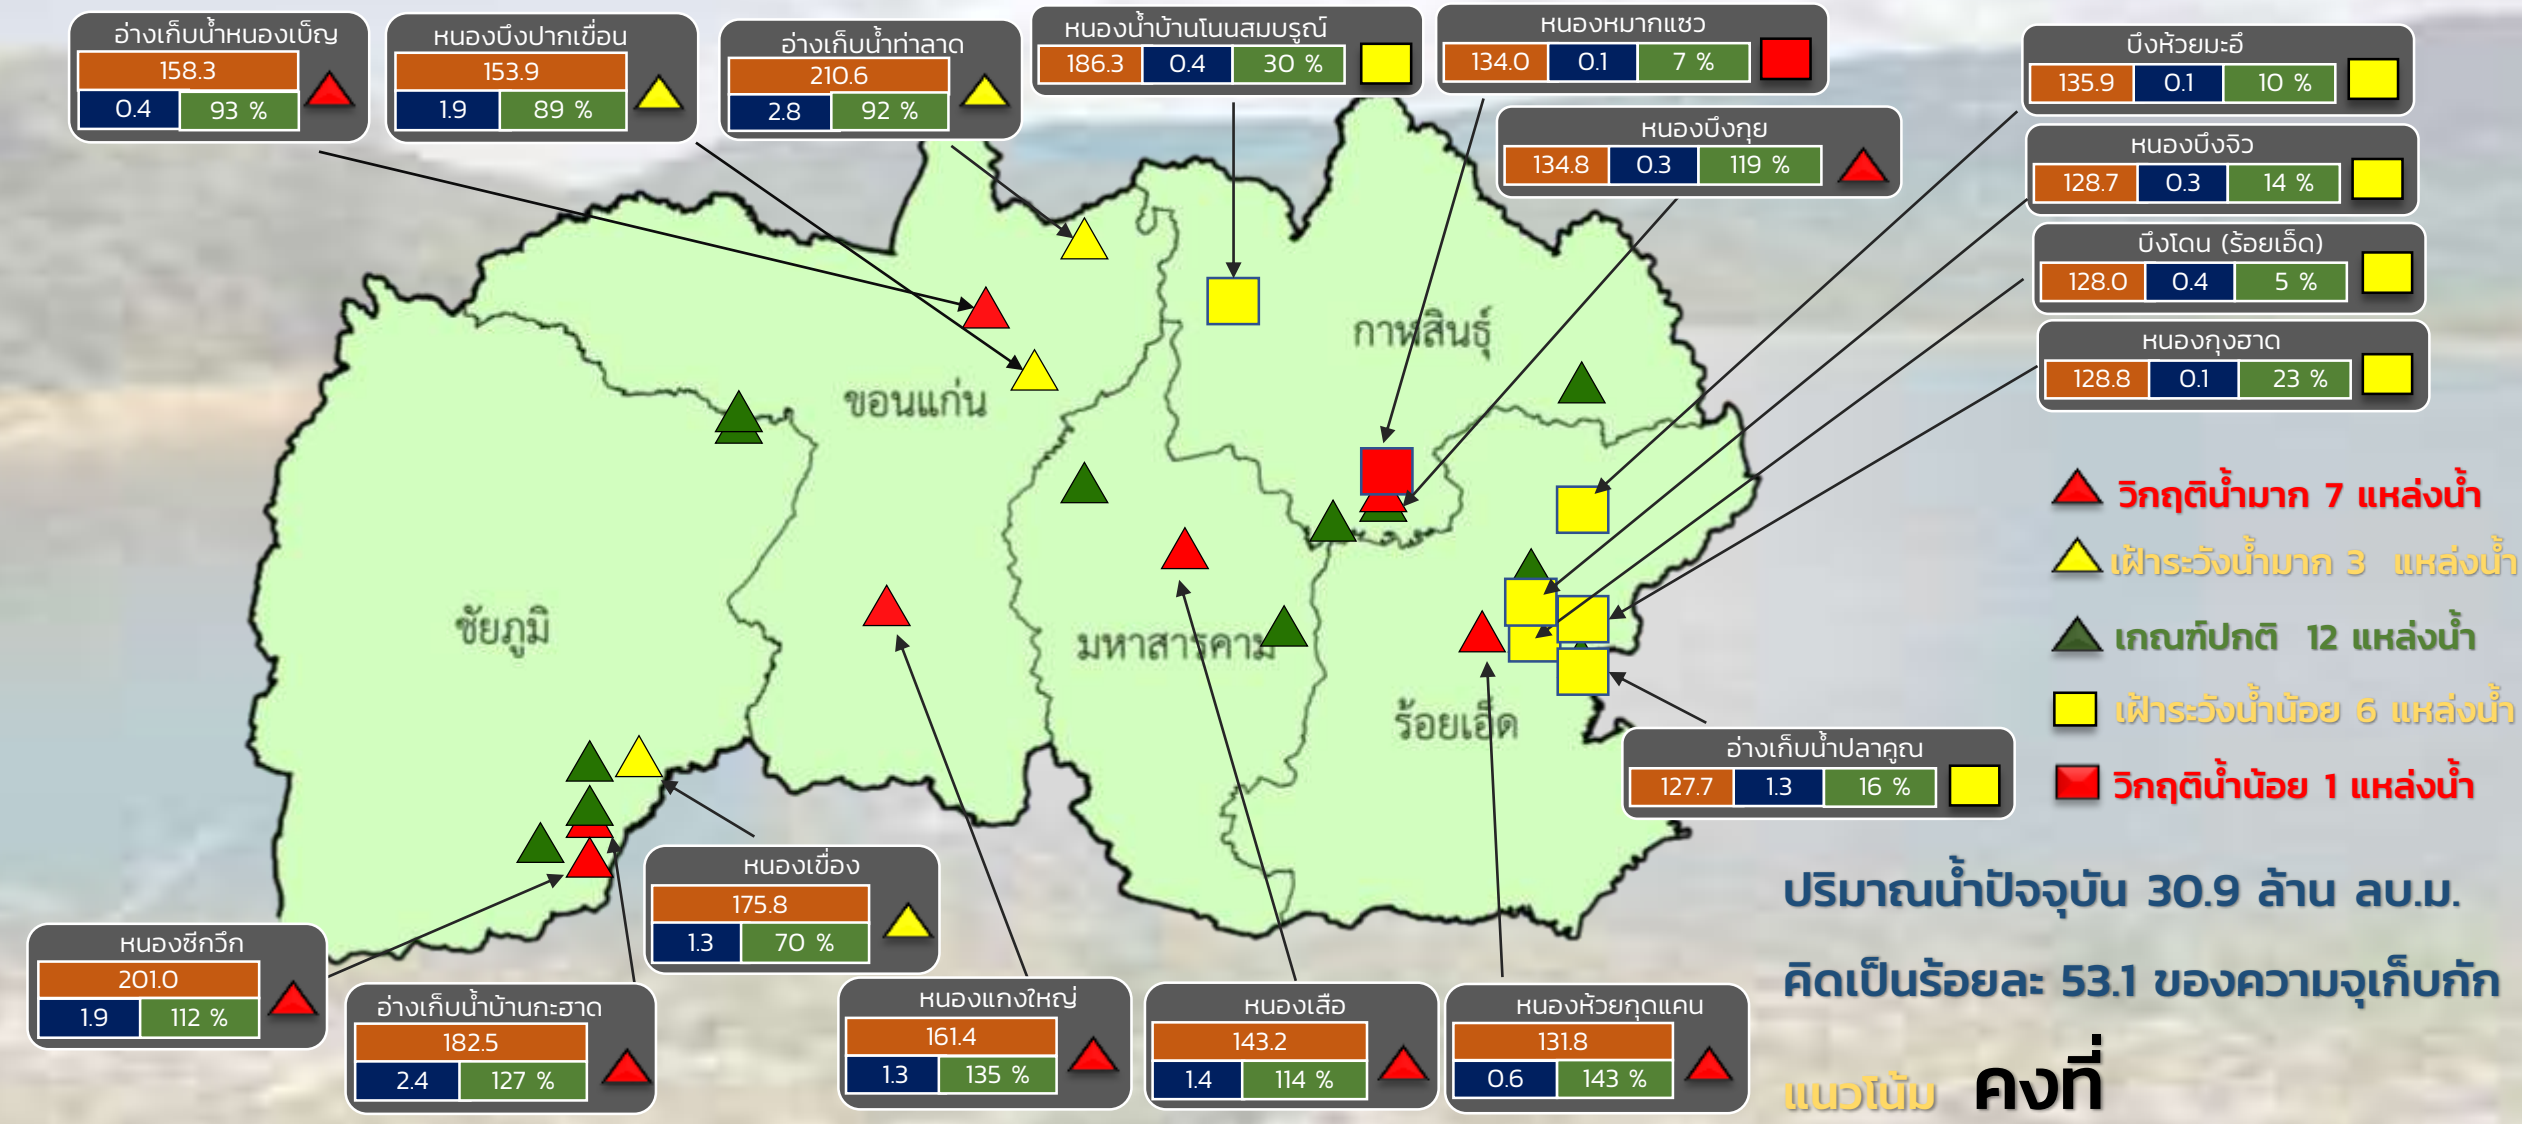 อ่างเก็บน้ำหนองเบ็ญ
158.3
0.4 93 %
หนองบึงปากเขื่อน
153.9
1.9 89 %
อ่างเก็บน้ำท่าลาด
210.6
2.8 92 %
หนองน้ำบ้านโนนสมบรูณ์
186.3 0.4 30 %
หนองหมากแซว
134.0 0.1 7 %
หนองบึงกุย
134.8 0.3 119 %
บึงห้วยมะอึ
135.9 0.1 10 %
หนองบึงจิว
128.7 0.3 14 %
บึงโดน (ร้อยเอ็ด)
128.0 0.4 5 %
หนองกุงฮาด
128.8 0.1 23 %
กาฬสินธุ์
ขอนแก่น
ชัยภูมิ
มหาสารคาม
ร้อยเอ็ด
วิกฤติน้ำมาก 7 แหล่งน้ำ
เฝ้าระวังน้ำมาก 3 แหล่งน้ำ
เกณฑ์ปกติ 12 แหล่งน้ำ
เฝ้าระวังน้ำน้อย 6 แหล่งน้ำ
วิกฤติน้ำน้อย 1 แหล่งน้ำ
อ่างเก็บน้ำปลาคูณ
127.7 1.3 16 %
หนองเขื่อง
175.8
1.3 70 %
หนองซีกวึก
201.0
1.9 112 %
อ่างเก็บน้ำบ้านกะฮาด
182.5
2.4 127 %
หนองแกงใหญ่
161.4
1.3 135 %
หนองเสือ
143.2
1.4 114 %
หนองห้วยกุดแคน
131.8
0.6 143 %
ปริมาณน้ำปัจจุบัน 30.9 ล้าน ลบ.ม.
คิดเป็นร้อยละ 53.1 ของความจุเก็บกัก
แนวโน้ม คงที่